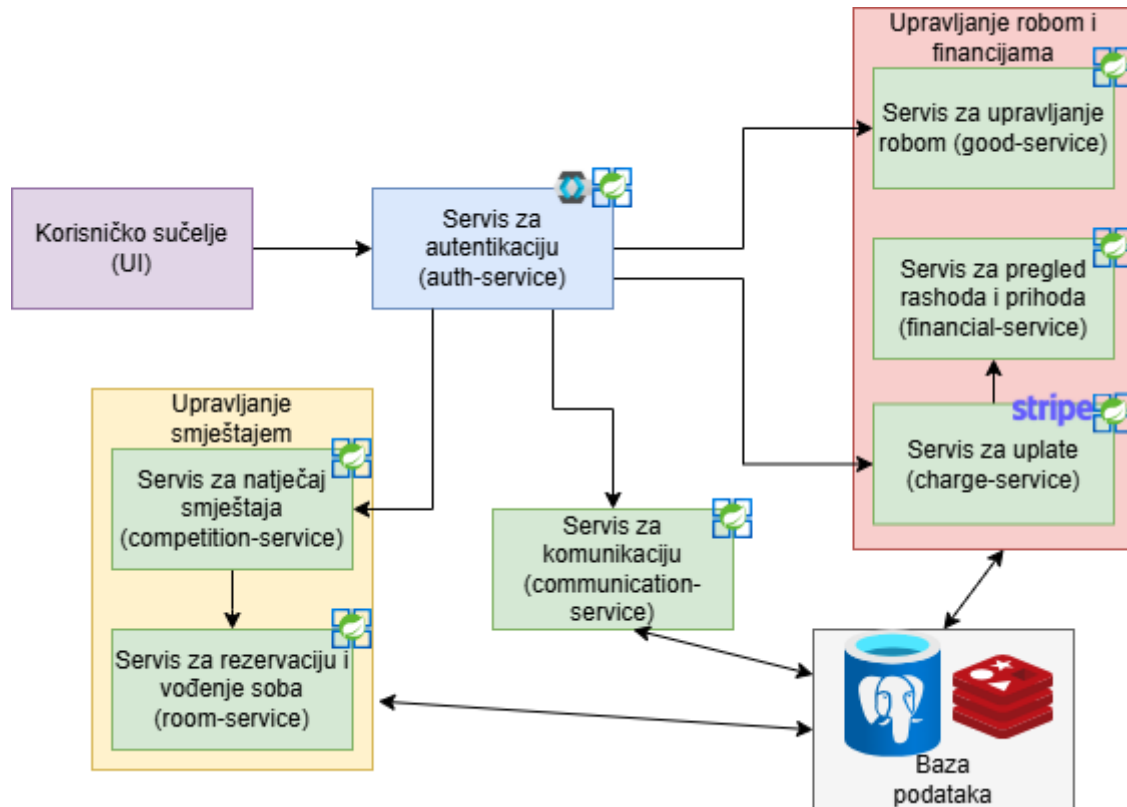 Upravljanje robom i
financijama
Servis za upravljanje
robom (good-service)
Korisničko sučelje
(UI)
Servis za
autentikaciju
(auth-service)
Servis za pregled
rashoda i prihoda
(financial-service)
stripe
Servis za uplate
(charge-service)
Upravljanje
smještajem
Servis za natječaj
smještaja
(competition-service)
Servis za rezervaciju i
vođenje soba
(room-service)
Servis za
komunikaciju
(communication-
service)
Baza
podataka